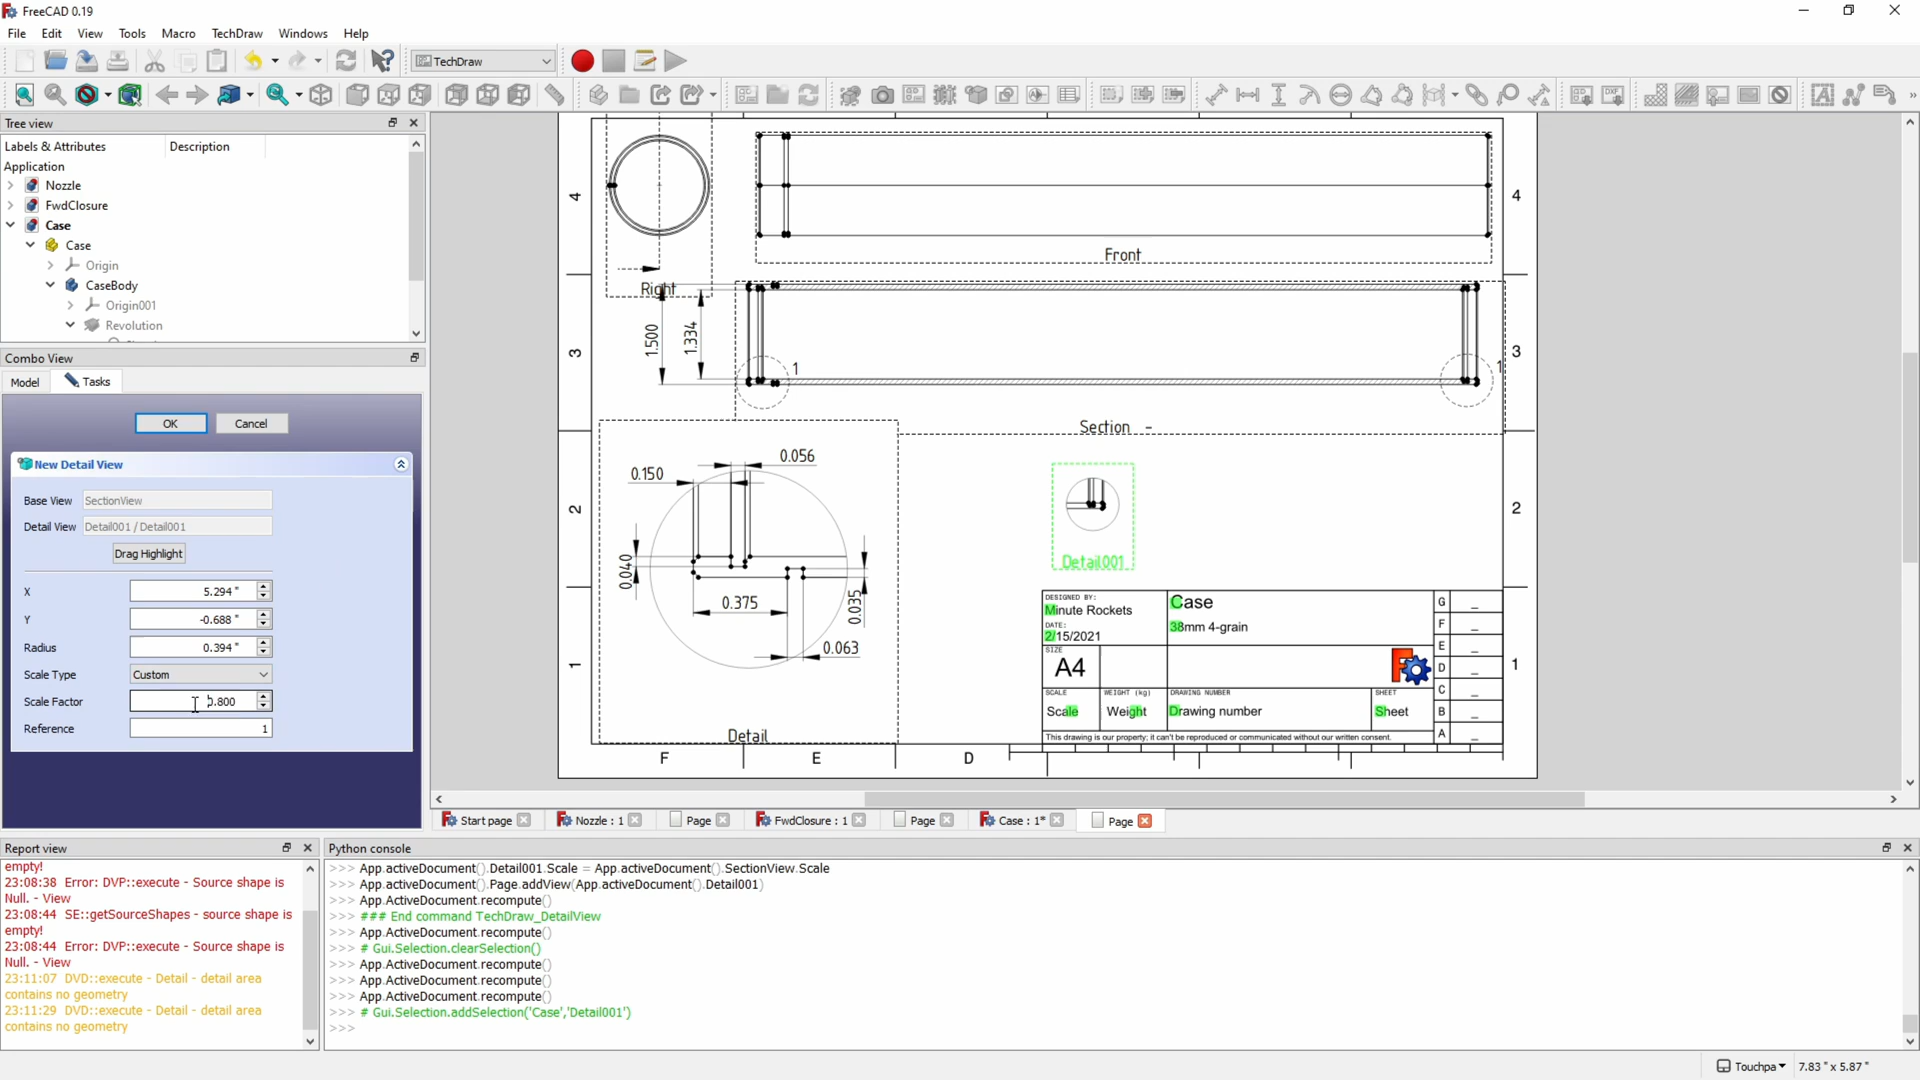 FreeCAD 0.19
File Edit View Tools Macro TechDraw Windows Help
TechDraw
Tree view
Labels & Attributes Description
Application
Nozzle
FwdClosure
Case
Case
Origin
CaseBody
Origin001
Revolution
Combo View
Model Tasks
OK Cancel
New Detail View
Base View SectionView
Detail View Detail001 / Detail001
Drag Highlight
X 5.294 "
Y -0.688 "
Radius 0.394 "
Scale Type Custom
Scale Factor 0.800
Reference 1
4 4
Front
Right
3 1.500 1.334 1 1 3
Section -
0.056
0.150
2 2
0.040
Detail001
0.375
0.035
0.063
1 1
Detail
F E D
DESIGNED BY:
Minute Rockets
DATE:
2/15/2021
Case
38mm 4-grain
SIZE
A4
SCALE WEIGHT (kg) DRAWING NUMBER SHEET
Scale Weight Drawing number Sheet
This drawing is our property; it can't be reproduced or communicated without our written consent.
G _
F _
E _
D _
C _
B _
A _
Start page Nozzle : 1 Page FwdClosure : 1 Page Case : 1* Page
Report view
empty!
23:08:38 Error: DVP::execute - Source shape is
Null. - View
23:08:44 SE::getSourceShapes - source shape is
empty!
23:08:44 Error: DVP::execute - Source shape is
Null. - View
23:11:07 DVD::execute - Detail - detail area
contains no geometry
23:11:29 DVD::execute - Detail - detail area
contains no geometry
Python console
>>> App.activeDocument().Detail001.Scale = App.activeDocument().SectionView.Scale
>>> App.activeDocument().Page.addView(App.activeDocument().Detail001)
>>> App.ActiveDocument.recompute()
>>> ### End command TechDraw_DetailView
>>> App.ActiveDocument.recompute()
>>> # Gui.Selection.clearSelection()
>>> App.ActiveDocument.recompute()
>>> App.ActiveDocument.recompute()
>>> App.ActiveDocument.recompute()
>>> # Gui.Selection.addSelection('Case','Detail001')
>>>
Touchpa 7.83 " x 5.87 "